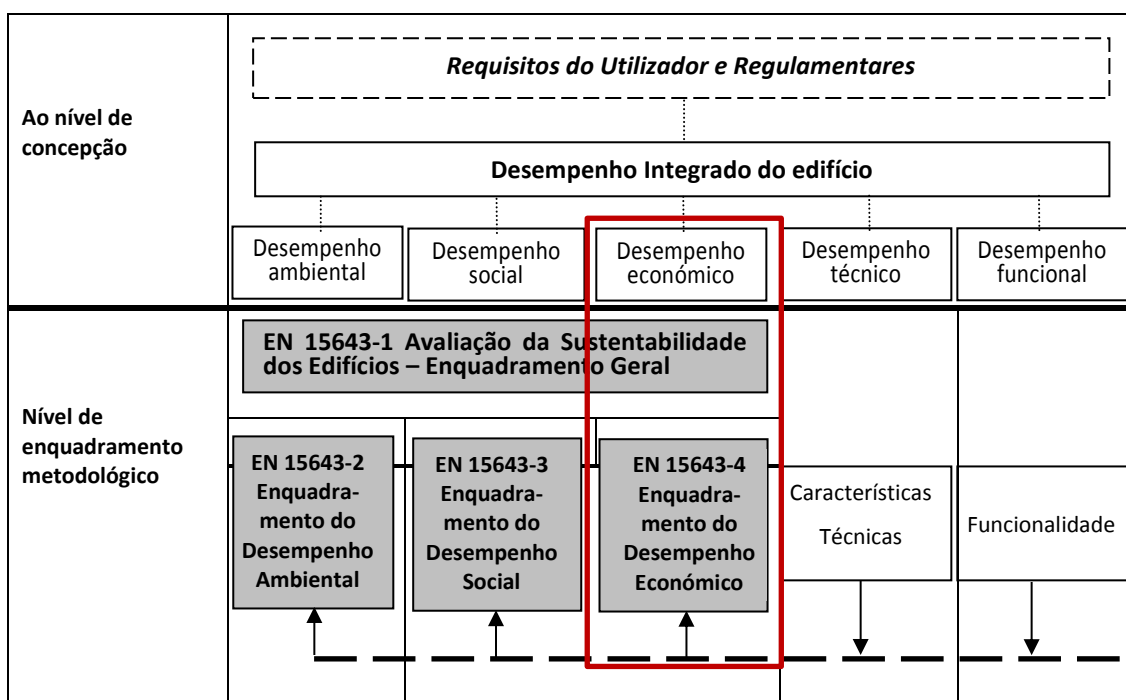 Requisitos do Utilizador e Regulamentares
Ao nível de
concepção
Desempenho Integrado do edifício
Desempenho
ambiental
Desempenho
social
Desempenho
económico
Desempenho
técnico
Desempenho
funcional
EN 15643-1 Avaliação da Sustentabilidade
dos Edifícios – Enquadramento Geral
Nível de
enquadramento
metodológico
EN 15643-2
Enquadra-
mento do
Desempenho
Ambiental
EN 15643-3
Enquadra-
mento do
Desempenho
Social
EN 15643-4
Enquadra-
mento do
Desempenho
Económico
Características
Técnicas
Funcionalidade